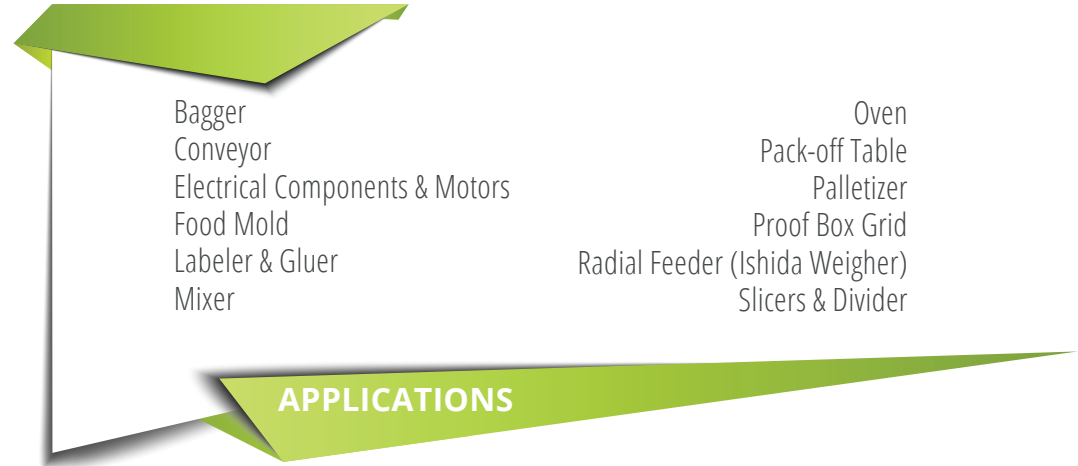 Bagger
Conveyor
Electrical Components & Motors
Food Mold
Labeler & Gluer
Mixer
Oven
Pack-off Table
Palletizer
Proof Box Grid
Radial Feeder (Ishida Weigher)
Slicers & Divider
APPLICATIONS